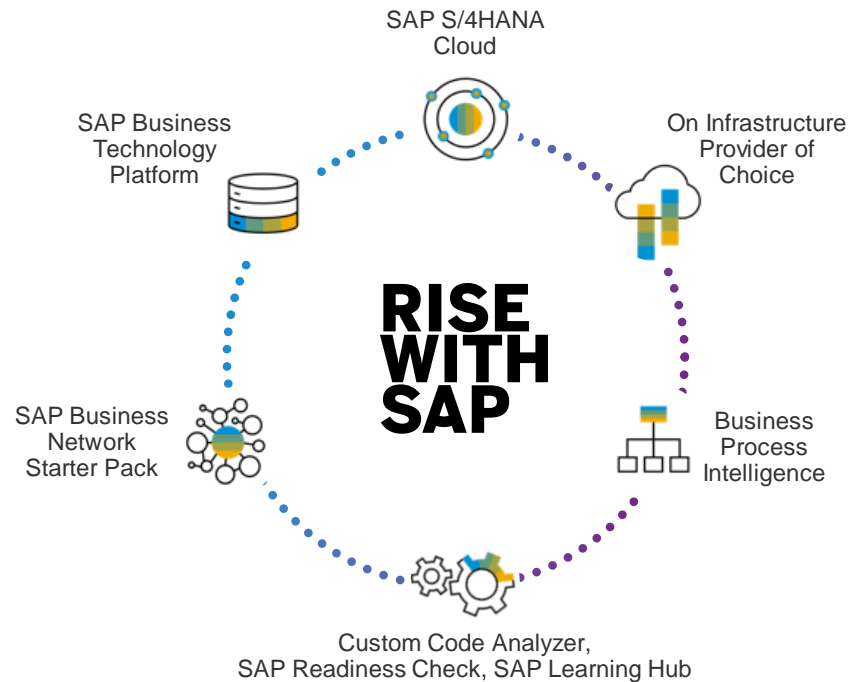 SAP S/4HANA
Cloud
On Infrastructure
Provider of
Choice
Business
Process
Intelligence
Custom Code Analyzer,
SAP Readiness Check, SAP Learning Hub
SAP Business
Network
Starter Pack
SAP Business
Technology
Platform
RISE
WITH
SAP